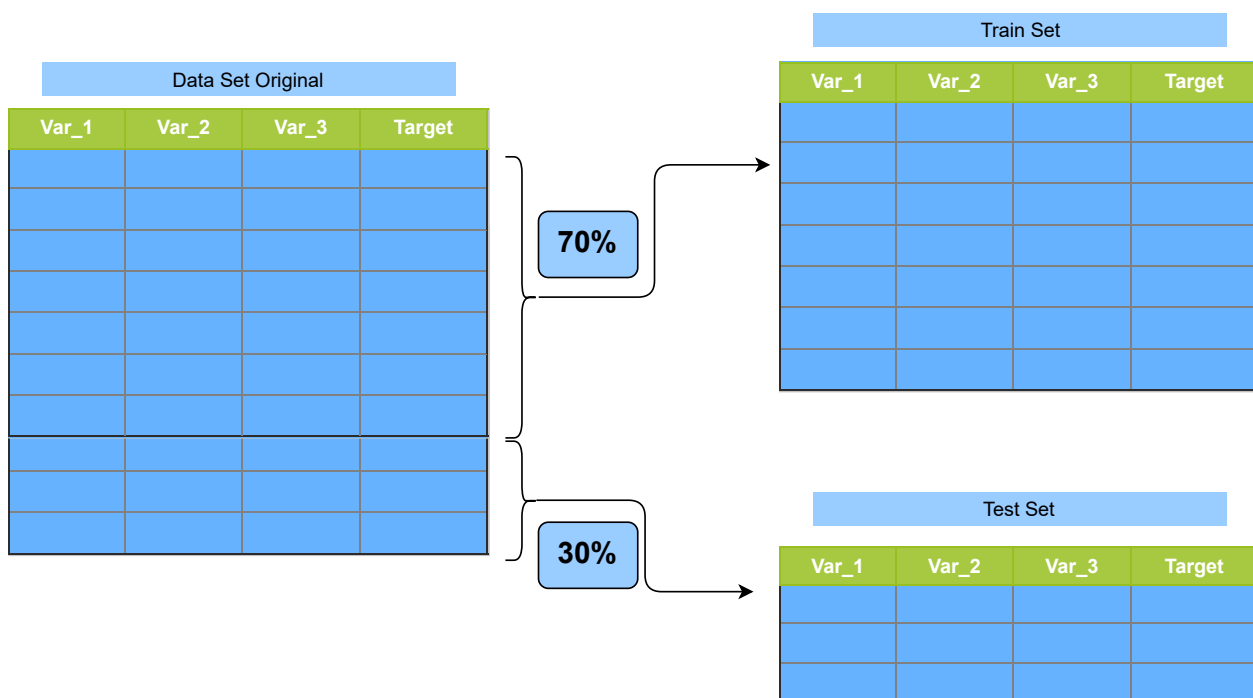 Data Set Original
Var_1 Var_2 Var_3 Target
70%
30%
Train Set
Var_1 Var_2 Var_3 Target
Test Set
Var_1 Var_2 Var_3 Target